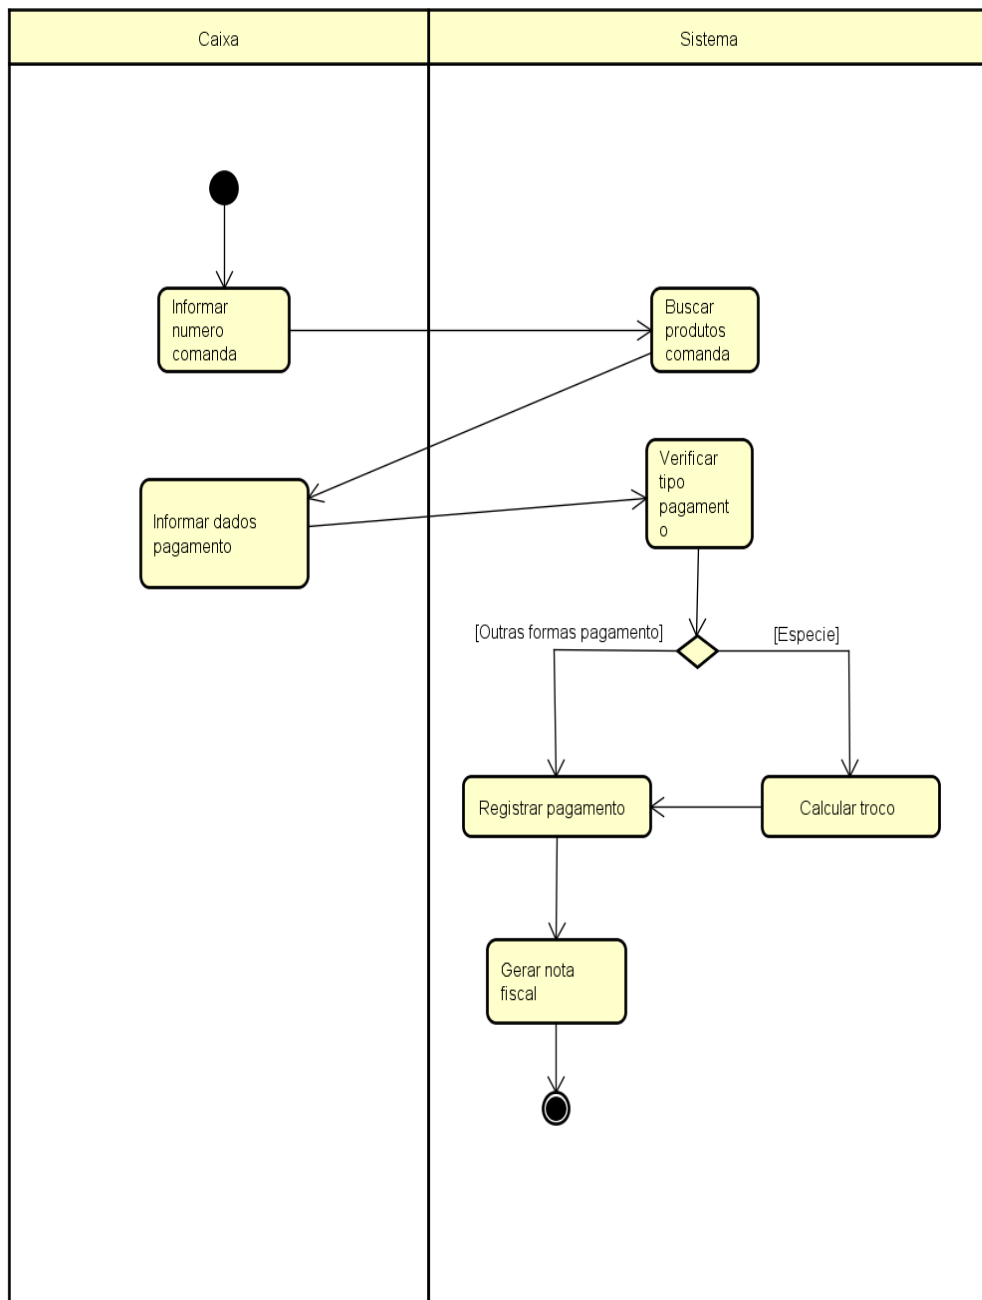 Caixa
Sistema
Informar
numero
comanda
Buscar
produtos
comanda
Informar dados
pagamento
Verificar
tipo
pagament
o
[Outras formas pagamento]
[Especie]
Registrar pagamento
Calcular troco
Gerar nota
fiscal